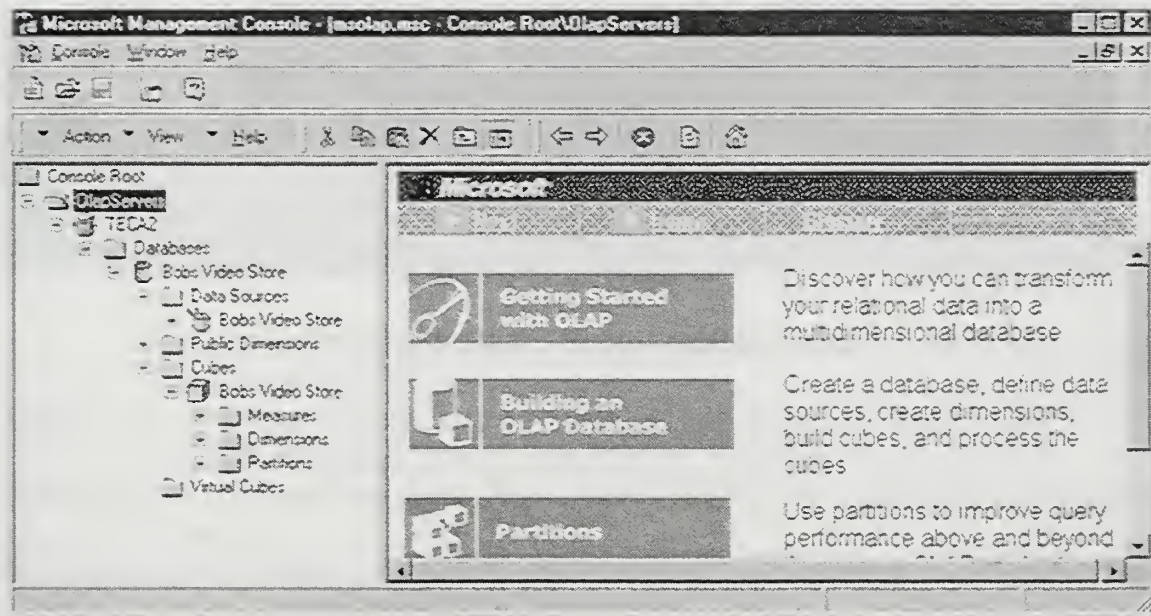 Microsoft Management Console - [msolap.msc - Console Root\OlapServers]
Console Window Help
Action View Help
Console Root
OlapServers
TECA2
Databases
Bobs Video Store
Data Sources
Bobs Video Store
Public Dimensions
Cubes
Bobs Video Store
Measures
Dimensions
Partitions
Virtual Cubes
Microsoft
Getting Started
with OLAP
Discover how you can transform
your relational data into a
multidimensional database
Building an
OLAP Database
Create a database, define data
sources, create dimensions,
build cubes, and process the
cubes
Partitions
Use partitions to improve query
performance above and beyond